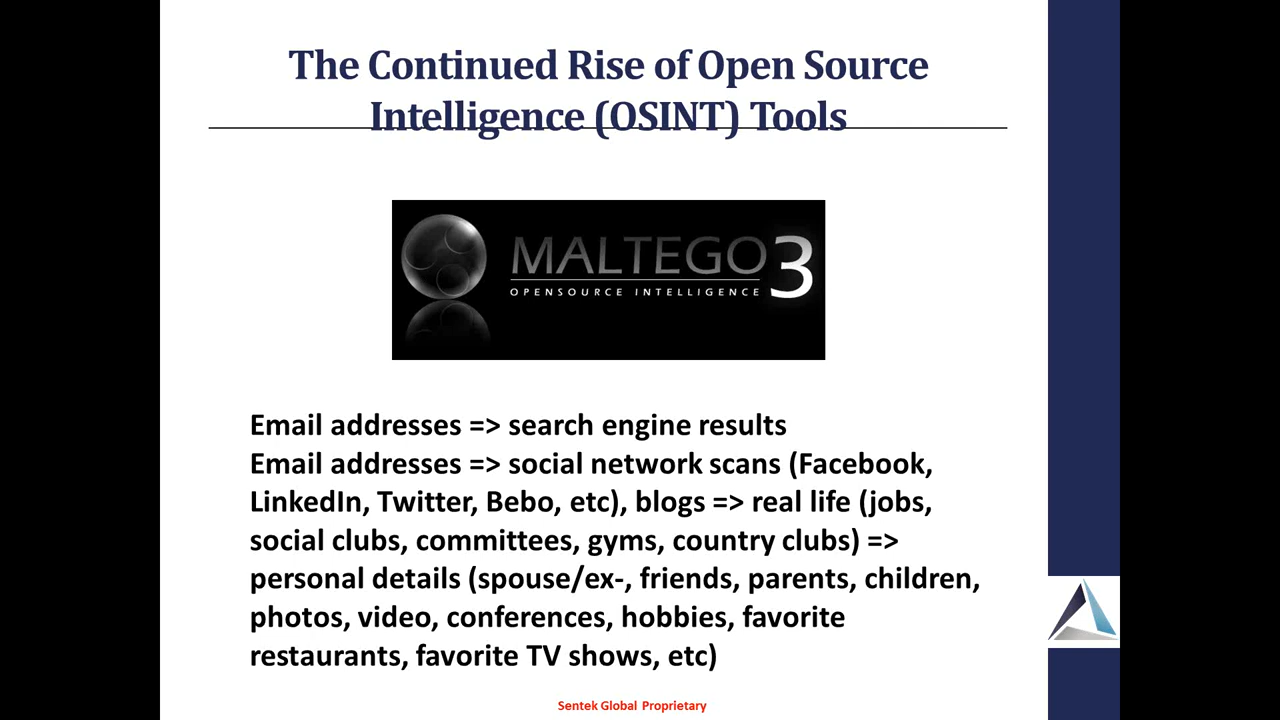 The Continued Rise of Open Source
Intelligence (OSINT) Tools
MALTEGO 3
OPENSOURCE INTELLIGENCE
Email addresses => search engine results
Email addresses => social network scans (Facebook,
LinkedIn, Twitter, Bebo, etc), blogs => real life (jobs,
social clubs, committees, gyms, country clubs) =>
personal details (spouse/ex-, friends, parents, children,
photos, video, conferences, hobbies, favorite
restaurants, favorite TV shows, etc)
Sentek Global Proprietary